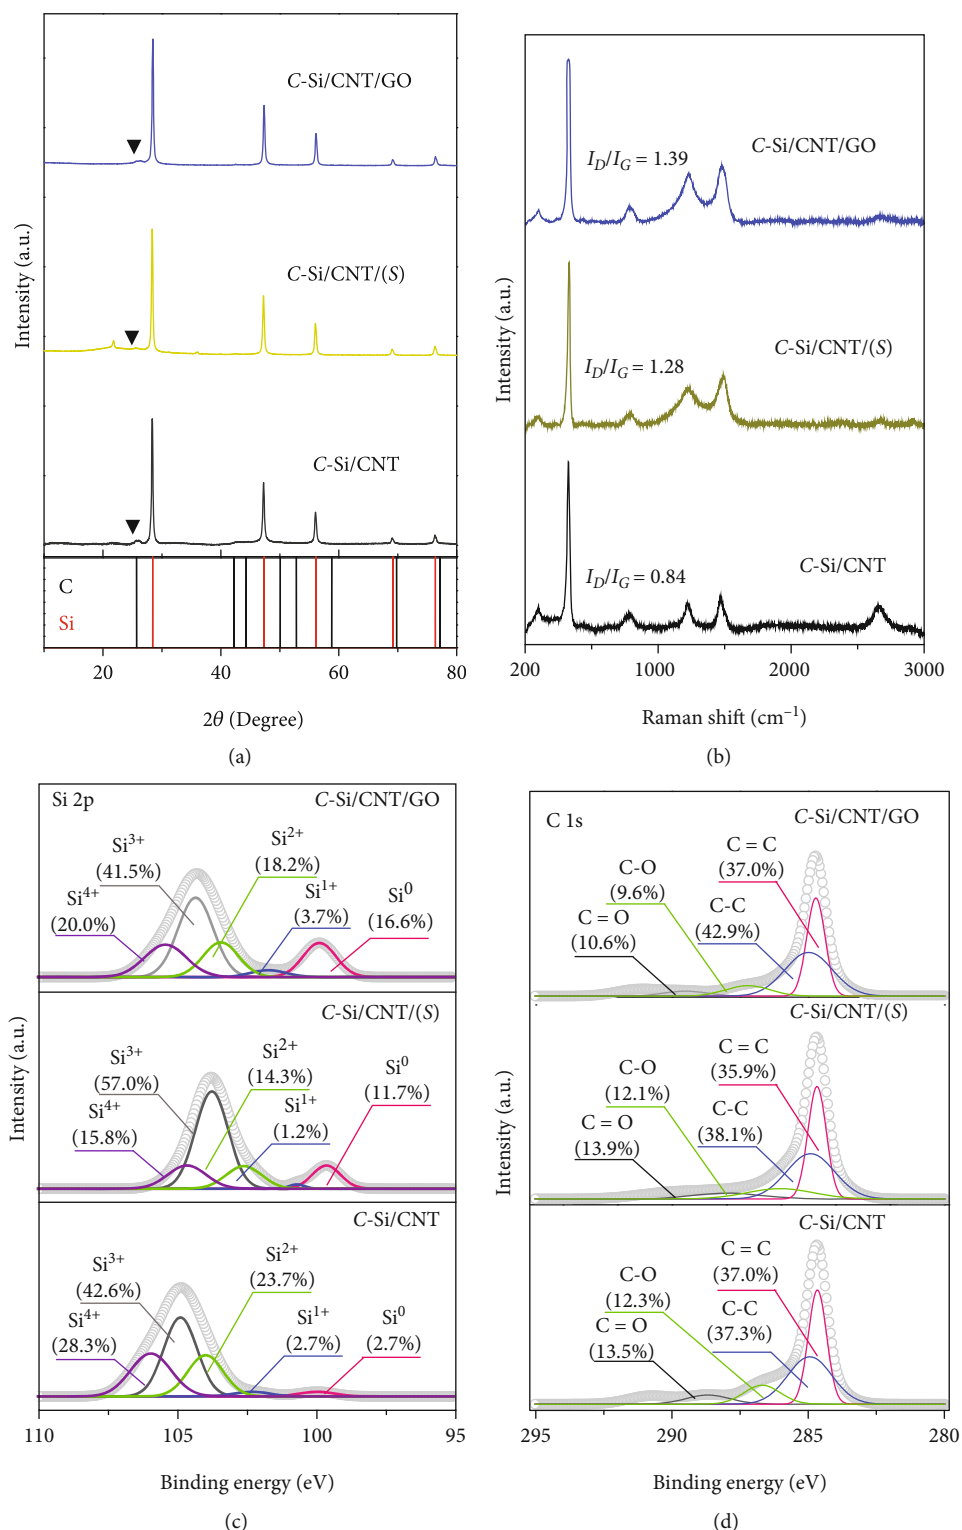 (a)
C-Si/CNT/GO
C-Si/CNT/(S)
C-Si/CNT
C
Si
Intensity (a.u.)
20 40 60 80
2θ (Degree)
(a)
C-Si/CNT/GO
I_D/I_G = 1.39
C-Si/CNT/(S)
I_D/I_G = 1.28
C-Si/CNT
I_D/I_G = 0.84
Intensity (a.u.)
200 1000 2000 3000
Raman shift (cm⁻¹)
(b)
Si 2p C-Si/CNT/GO
Si³⁺
(41.5%)
Si²⁺
(18.2%)
Si⁴⁺
(20.0%)
Si¹⁺
(3.7%)
Si⁰
(16.6%)
C-Si/CNT/(S)
Si³⁺
(57.0%)
Si²⁺
(14.3%)
Si⁴⁺
(15.8%)
Si¹⁺
(1.2%)
Si⁰
(11.7%)
C-Si/CNT
Si³⁺
(42.6%)
Si²⁺
(23.7%)
Si⁴⁺
(28.3%)
Si¹⁺
(2.7%)
Si⁰
(2.7%)
Intensity (a.u.)
110 105 100 95
Binding energy (eV)
(c)
C 1s C-Si/CNT/GO
C = C
(37.0%)
C-O
(9.6%)
C-C
(42.9%)
C = O
(10.6%)
C-Si/CNT/(S)
C = C
(35.9%)
C-O
(12.1%)
C-C
(38.1%)
C = O
(13.9%)
C-Si/CNT
C = C
(37.0%)
C-O
(12.3%)
C-C
(37.3%)
C = O
(13.5%)
Intensity (a.u.)
295 290 285 280
Binding energy (eV)
(d)